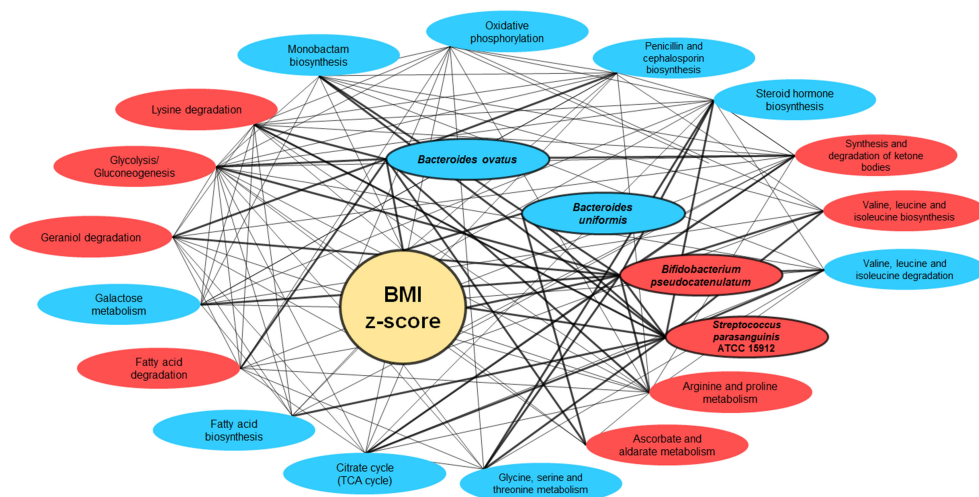 Oxidative
phosphorylation
Monobactam
biosynthesis
Penicillin and
cephalosporin
biosynthesis
Steroid hormone
biosynthesis
Lysine degradation
Glycolysis/
Gluconeogenesis
Bacteroides ovatus
Synthesis and
degradation of ketone
bodies
Bacteroides
uniformis
Valine, leucine and
isoleucine biosynthesis
Geraniol degradation
Valine, leucine and
isoleucine degradation
Bifidobacterium
pseudocatenulatum
Galactose
metabolism
BMI
z-score
Streptococcus
parasanguinis
ATCC 15912
Fatty acid
degradation
Arginine and proline
metabolism
Fatty acid
biosynthesis
Ascorbate and
aldarate metabolism
Citrate cycle
(TCA cycle)
Glycine, serine and
threonine metabolism